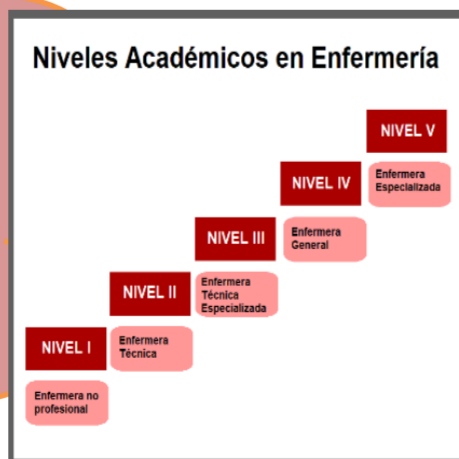 Niveles Académicos en Enfermería
NIVEL V
Enfermera
Especializada
NIVEL IV
Enfermera
General
NIVEL III
Enfermera
Técnica
Especializada
NIVEL II
Enfermera
Técnica
NIVEL I
Enfermera no
profesional